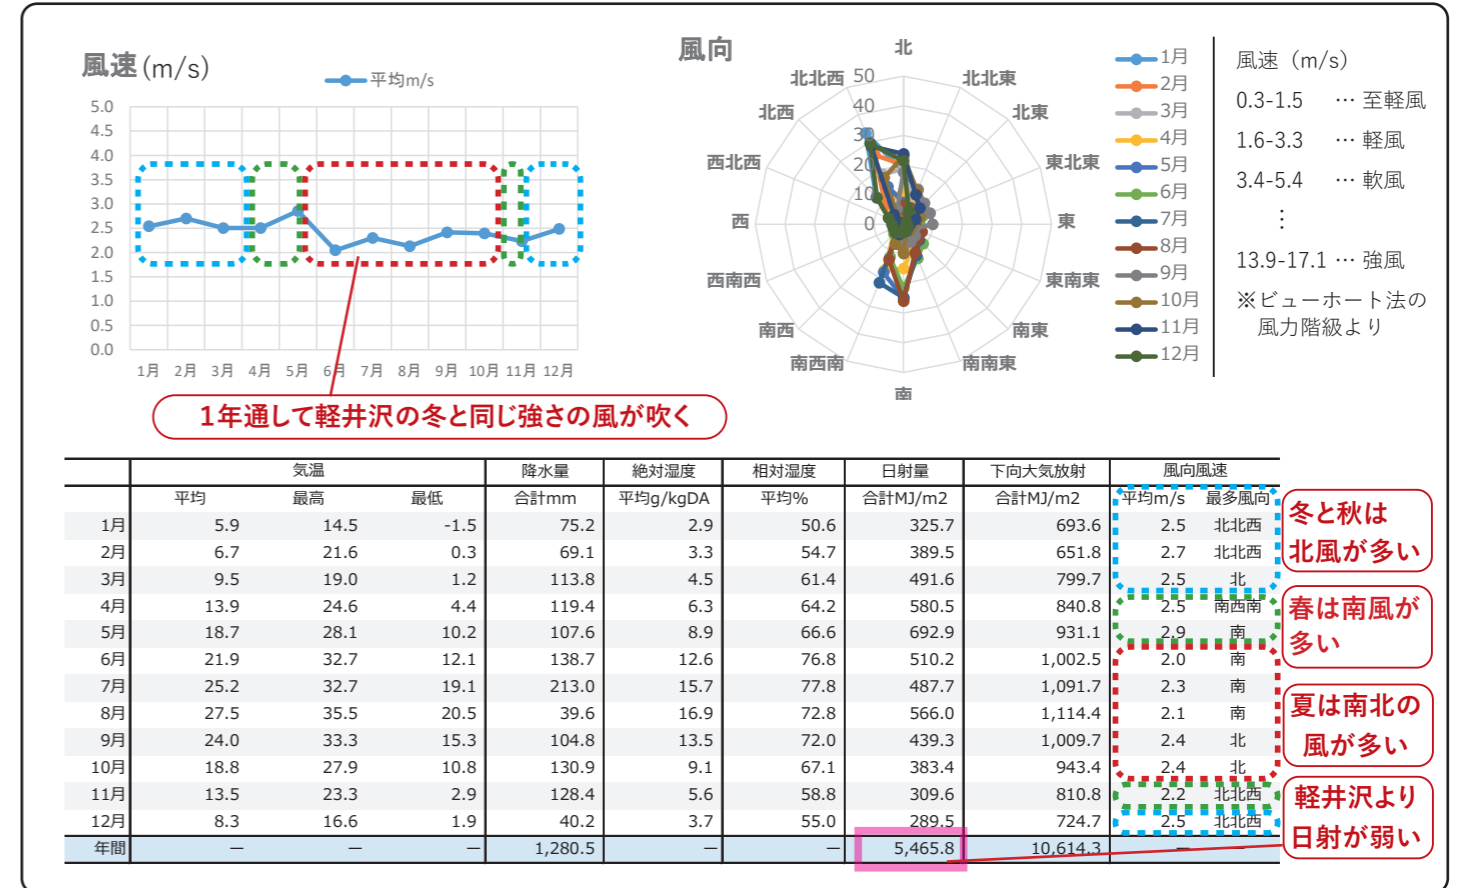 風速(m/s)
平均m/s
5.0
4.5
4.0
3.5
3.0
2.5
2.0
1.5
1.0
0.5
0.0
1月 2月 3月 4月 5月 6月 7月 8月 9月 10月 11月 12月
1年通して軽井沢の冬と同じ強さの風が吹く
風向
北
北北東
北東
東北東
東
東南東
南東
南南東
南
南西南
南西
西南西
西
西北西
北西
北北西
50
40
30
20
10
0
1月
2月
3月
4月
5月
6月
7月
8月
9月
10月
11月
12月
風速（m/s）
0.3-1.5 … 至軽風
1.6-3.3 … 軽風
3.4-5.4 … 軟風
⋮
13.9-17.1 … 強風
※ビューホート法の
風力階級より
気温 降水量 絶対湿度 相対湿度 日射量 下向大気放射 風向風速
平均 最高 最低 合計mm 平均g/kgDA 平均% 合計MJ/m2 合計MJ/m2 平均m/s 最多風向
1月 5.9 14.5 -1.5 75.2 2.9 50.6 325.7 693.6 2.5 北北西
2月 6.7 21.6 0.3 69.1 3.3 54.7 389.5 651.8 2.7 北北西
3月 9.5 19.0 1.2 113.8 4.5 61.4 491.6 799.7 2.5 北
4月 13.9 24.6 4.4 119.4 6.3 64.2 580.5 840.8 2.5 南西南
5月 18.7 28.1 10.2 107.6 8.9 66.6 692.9 931.1 2.9 南
6月 21.9 32.7 12.1 138.7 12.6 76.8 510.2 1,002.5 2.0 南
7月 25.2 32.7 19.1 213.0 15.7 77.8 487.7 1,091.7 2.3 南
8月 27.5 35.5 20.5 39.6 16.9 72.8 566.0 1,114.4 2.1 南
9月 24.0 33.3 15.3 104.8 13.5 72.0 439.3 1,009.7 2.4 北
10月 18.8 27.9 10.8 130.9 9.1 67.1 383.4 943.4 2.4 北
11月 13.5 23.3 2.9 128.4 5.6 58.8 309.6 810.8 2.2 北北西
12月 8.3 16.6 1.9 40.2 3.7 55.0 289.5 724.7 2.5 北北西
年間 — — — 1,280.5 — — 5,465.8 10,614.3 — —
冬と秋は
北風が多い
春は南風が
多い
夏は南北の
風が多い
軽井沢より
日射が弱い